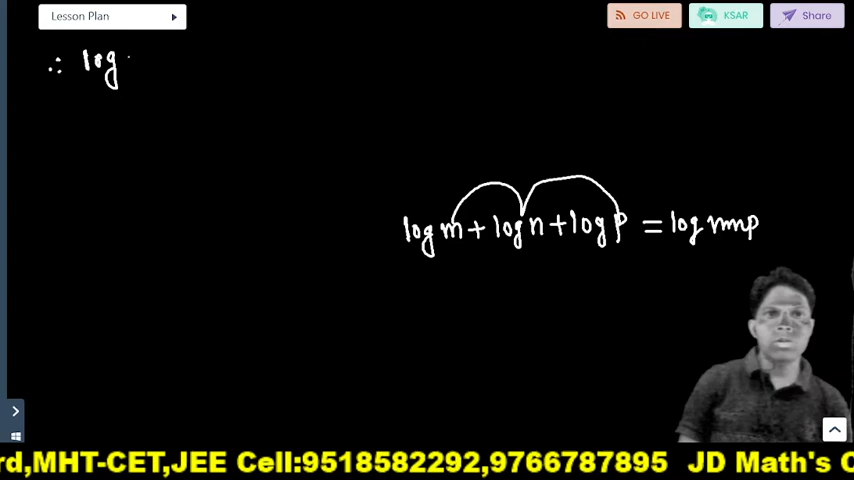 Lesson Plan
GO LIVE
KSAR
Share
∴ log
log m + log n + log p = log mnp
rd,MHT-CET,JEE Cell:9518582292,9766787895 JD Math's C